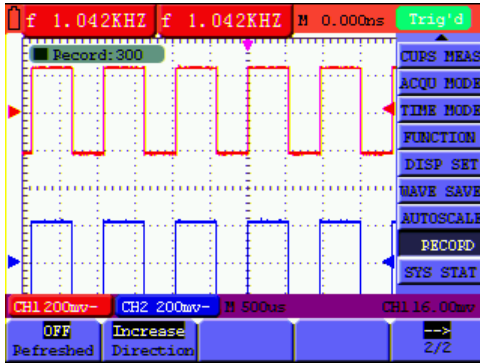 f 1.042KHZ f 1.042KHZ M 0.000ns Trig'd
Record:300
CURS MEAS
ACQU MODE
TIME MODE
FUNCTION
DISP SET
WAVE SAVE
AUTOSCALE
RECORD
SYS STAT
CH1 200mv- CH2 200mv- M 500us CH1 16.00mv
OFF Increase -->
Refreshed Direction 2/2